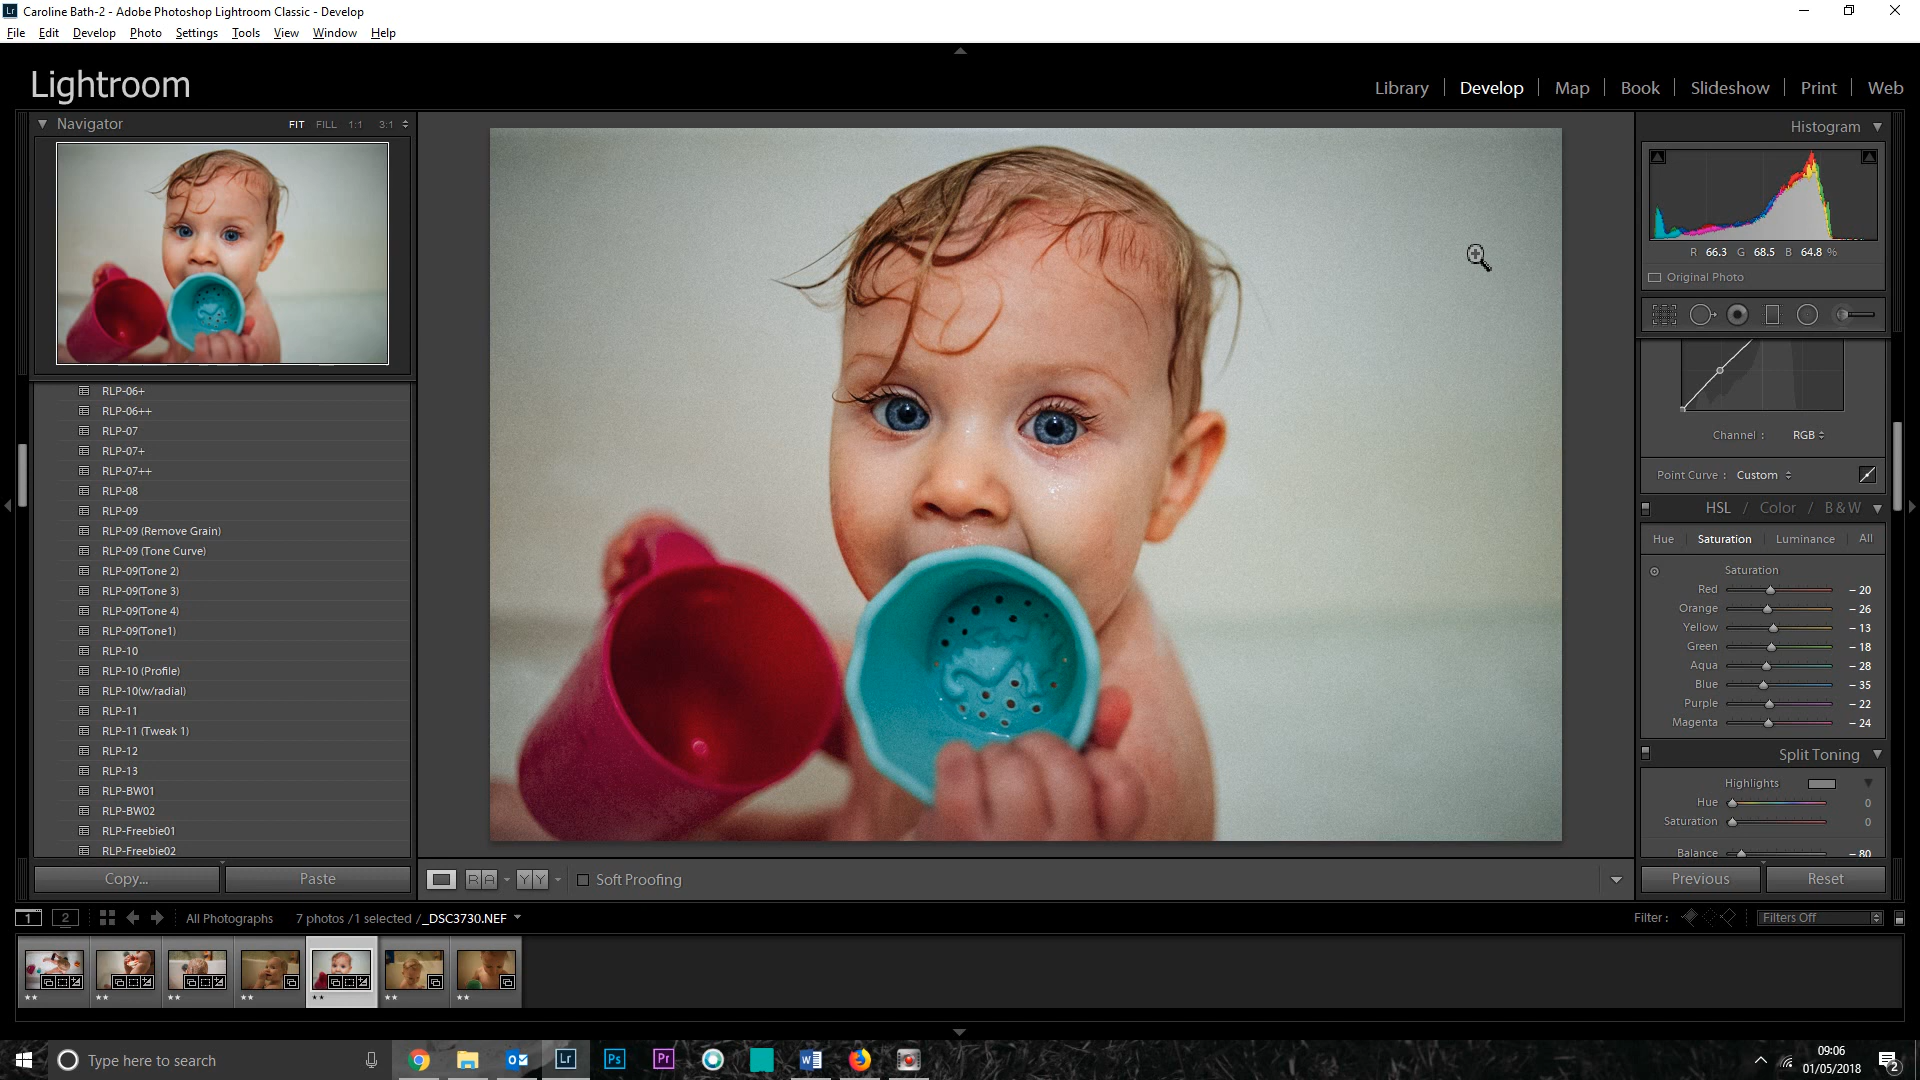 Lr Caroline Bath-2 - Adobe Photoshop Lightroom Classic - Develop
File Edit Develop Photo Settings Tools View Window Help
Lightroom
Library | Develop | Map | Book | Slideshow | Print | Web
Navigator FIT FILL 1:1 3:1
RLP-06+
RLP-06++
RLP-07
RLP-07+
RLP-07++
RLP-08
RLP-09
RLP-09 (Remove Grain)
RLP-09 (Tone Curve)
RLP-09(Tone 2)
RLP-09(Tone 3)
RLP-09(Tone 4)
RLP-09(Tone1)
RLP-10
RLP-10 (Profile)
RLP-10(w/radial)
RLP-11
RLP-11 (Tweak 1)
RLP-12
RLP-13
RLP-BW01
RLP-BW02
RLP-Freebie01
RLP-Freebie02
Copy... Paste
R A Y Y Soft Proofing
Histogram
R 66.3 G 68.5 B 64.8 %
Original Photo
Channel : RGB
Point Curve : Custom
HSL / Color / B & W
Hue Saturation Luminance All
Saturation
Red - 20
Orange - 26
Yellow - 13
Green - 18
Aqua - 28
Blue - 35
Purple - 22
Magenta - 24
Split Toning
Highlights
Hue 0
Saturation 0
Balance - 80
Previous Reset
1 2 All Photographs 7 photos /1 selected /_DSC3730.NEF Filter : Filters Off
Type here to search
Lr Ps Pr
09:06
01/05/2018
2